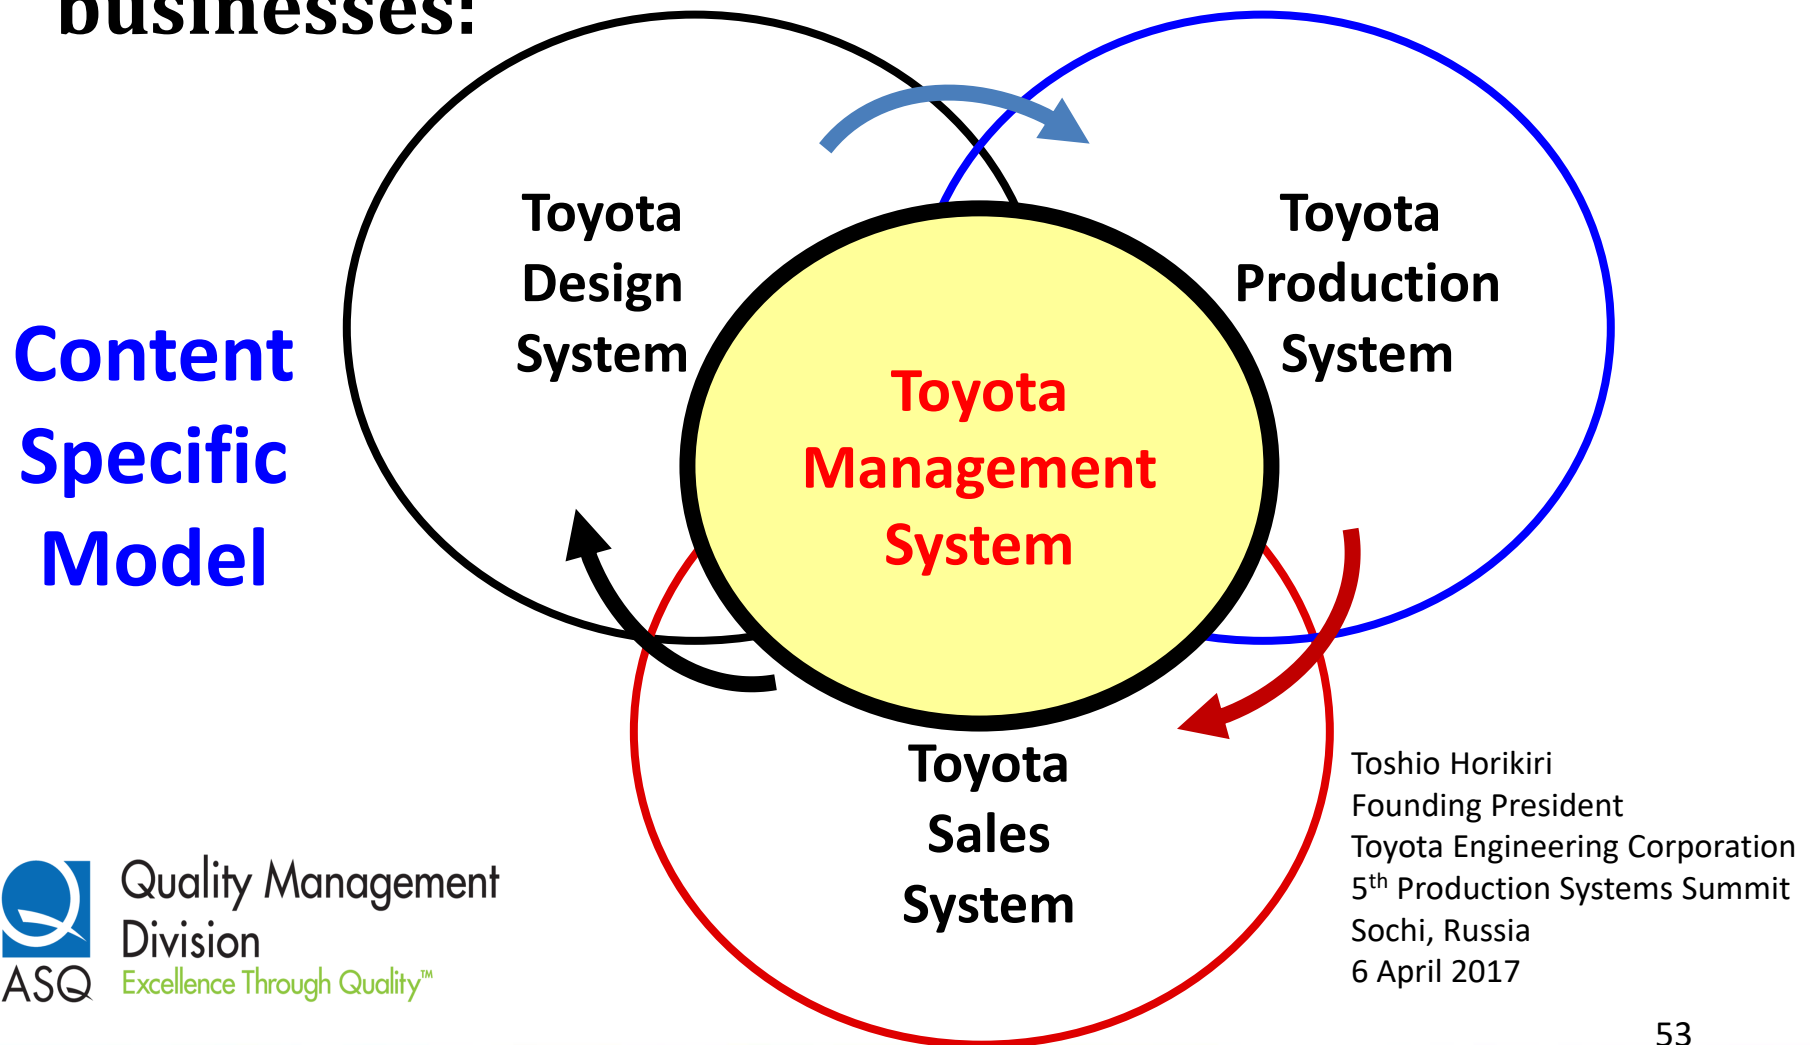 businesses:
Toyota
Design
System
Toyota
Production
System
Content
Specific
Model
Toyota
Management
System
Toyota
Sales
System
Toshio Horikiri
Founding President
Toyota Engineering Corporation
5th Production Systems Summit
Sochi, Russia
6 April 2017
Quality Management
Division
Excellence Through Quality™
ASQ
53